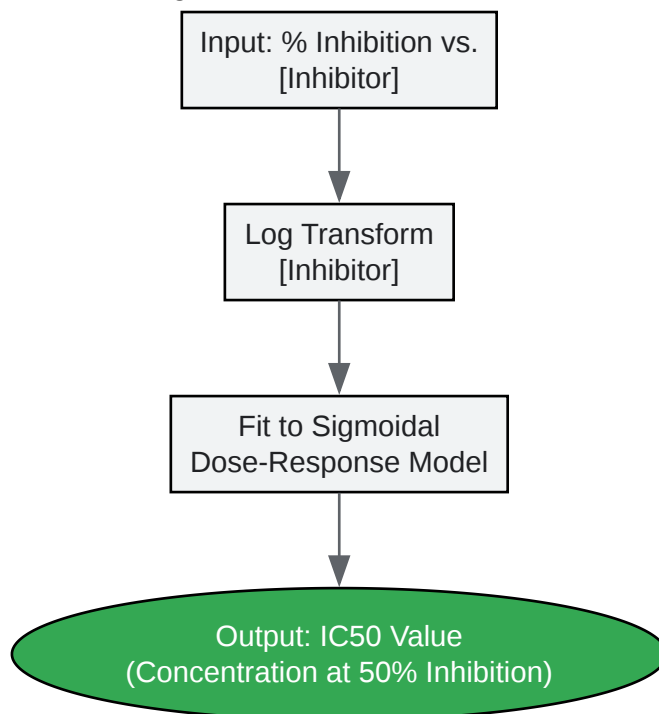 Input: % Inhibition vs.
[Inhibitor]
Log Transform
[Inhibitor]
Fit to Sigmoidal
Dose-Response Model
Output: IC50 Value
(Concentration at 50% Inhibition)